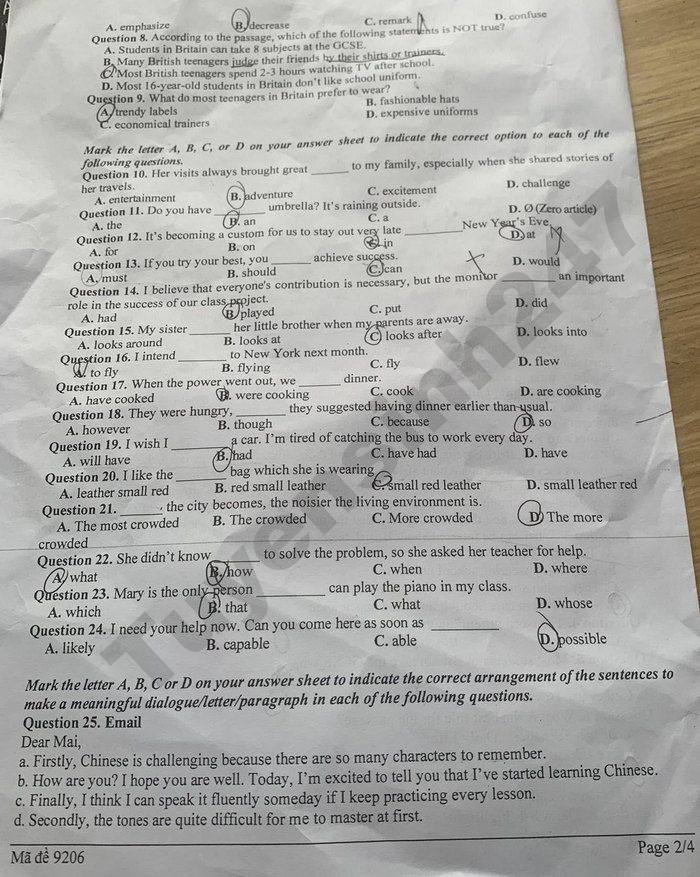 A. emphasize B. decrease C. remark D. confuse
Question 8. According to the passage, which of the following statements is NOT true?
A. Students in Britain can take 8 subjects at the GCSE.
B. Many British teenagers judge their friends by their shirts or trainers.
C. Most British teenagers spend 2-3 hours watching TV after school.
D. Most 16-year-old students in Britain don't like school uniform.
Question 9. What do most teenagers in Britain prefer to wear?
A. trendy labels B. fashionable hats
C. economical trainers D. expensive uniforms
Mark the letter A, B, C, or D on your answer sheet to indicate the correct option to each of the
following questions.
Question 10. Her visits always brought great ______ to my family, especially when she shared stories of
her travels.
A. entertainment B. adventure C. excitement D. challenge
Question 11. Do you have ______ umbrella? It's raining outside.
A. the B. an C. a D. Ø (Zero article)
Question 12. It's becoming a custom for us to stay out very late ______ New Year's Eve.
A. for B. on C. in D. at
Question 13. If you try your best, you ______ achieve success.
A. must B. should C. can D. would
Question 14. I believe that everyone's contribution is necessary, but the monitor ______ an important
role in the success of our class project.
A. had B. played C. put D. did
Question 15. My sister ______ her little brother when my parents are away.
A. looks around B. looks at C. looks after D. looks into
Question 16. I intend ______ to New York next month.
A. to fly B. flying C. fly D. flew
Question 17. When the power went out, we ______ dinner.
A. have cooked B. were cooking C. cook D. are cooking
Question 18. They were hungry, ______ they suggested having dinner earlier than usual.
A. however B. though C. because D. so
Question 19. I wish I ______ a car. I'm tired of catching the bus to work every day.
A. will have B. had C. have had D. have
Question 20. I like the ______ bag which she is wearing
A. leather small red B. red small leather C. small red leather D. small leather red
Question 21. ______, the city becomes, the noisier the living environment is.
A. The most crowded B. The crowded C. More crowded D. The more
crowded
Question 22. She didn't know ______ to solve the problem, so she asked her teacher for help.
A. what B. how C. when D. where
Question 23. Mary is the only person ______ can play the piano in my class.
A. which B. that C. what D. whose
Question 24. I need your help now. Can you come here as soon as ______
A. likely B. capable C. able D. possible
Mark the letter A, B, C or D on your answer sheet to indicate the correct arrangement of the sentences to
make a meaningful dialogue/letter/paragraph in each of the following questions.
Question 25. Email
Dear Mai,
a. Firstly, Chinese is challenging because there are so many characters to remember.
b. How are you? I hope you are well. Today, I'm excited to tell you that I've started learning Chinese.
c. Finally, I think I can speak it fluently someday if I keep practicing every lesson.
d. Secondly, the tones are quite difficult for me to master at first.
Mã đề 9206 Page 2/4
Tuyensinh247